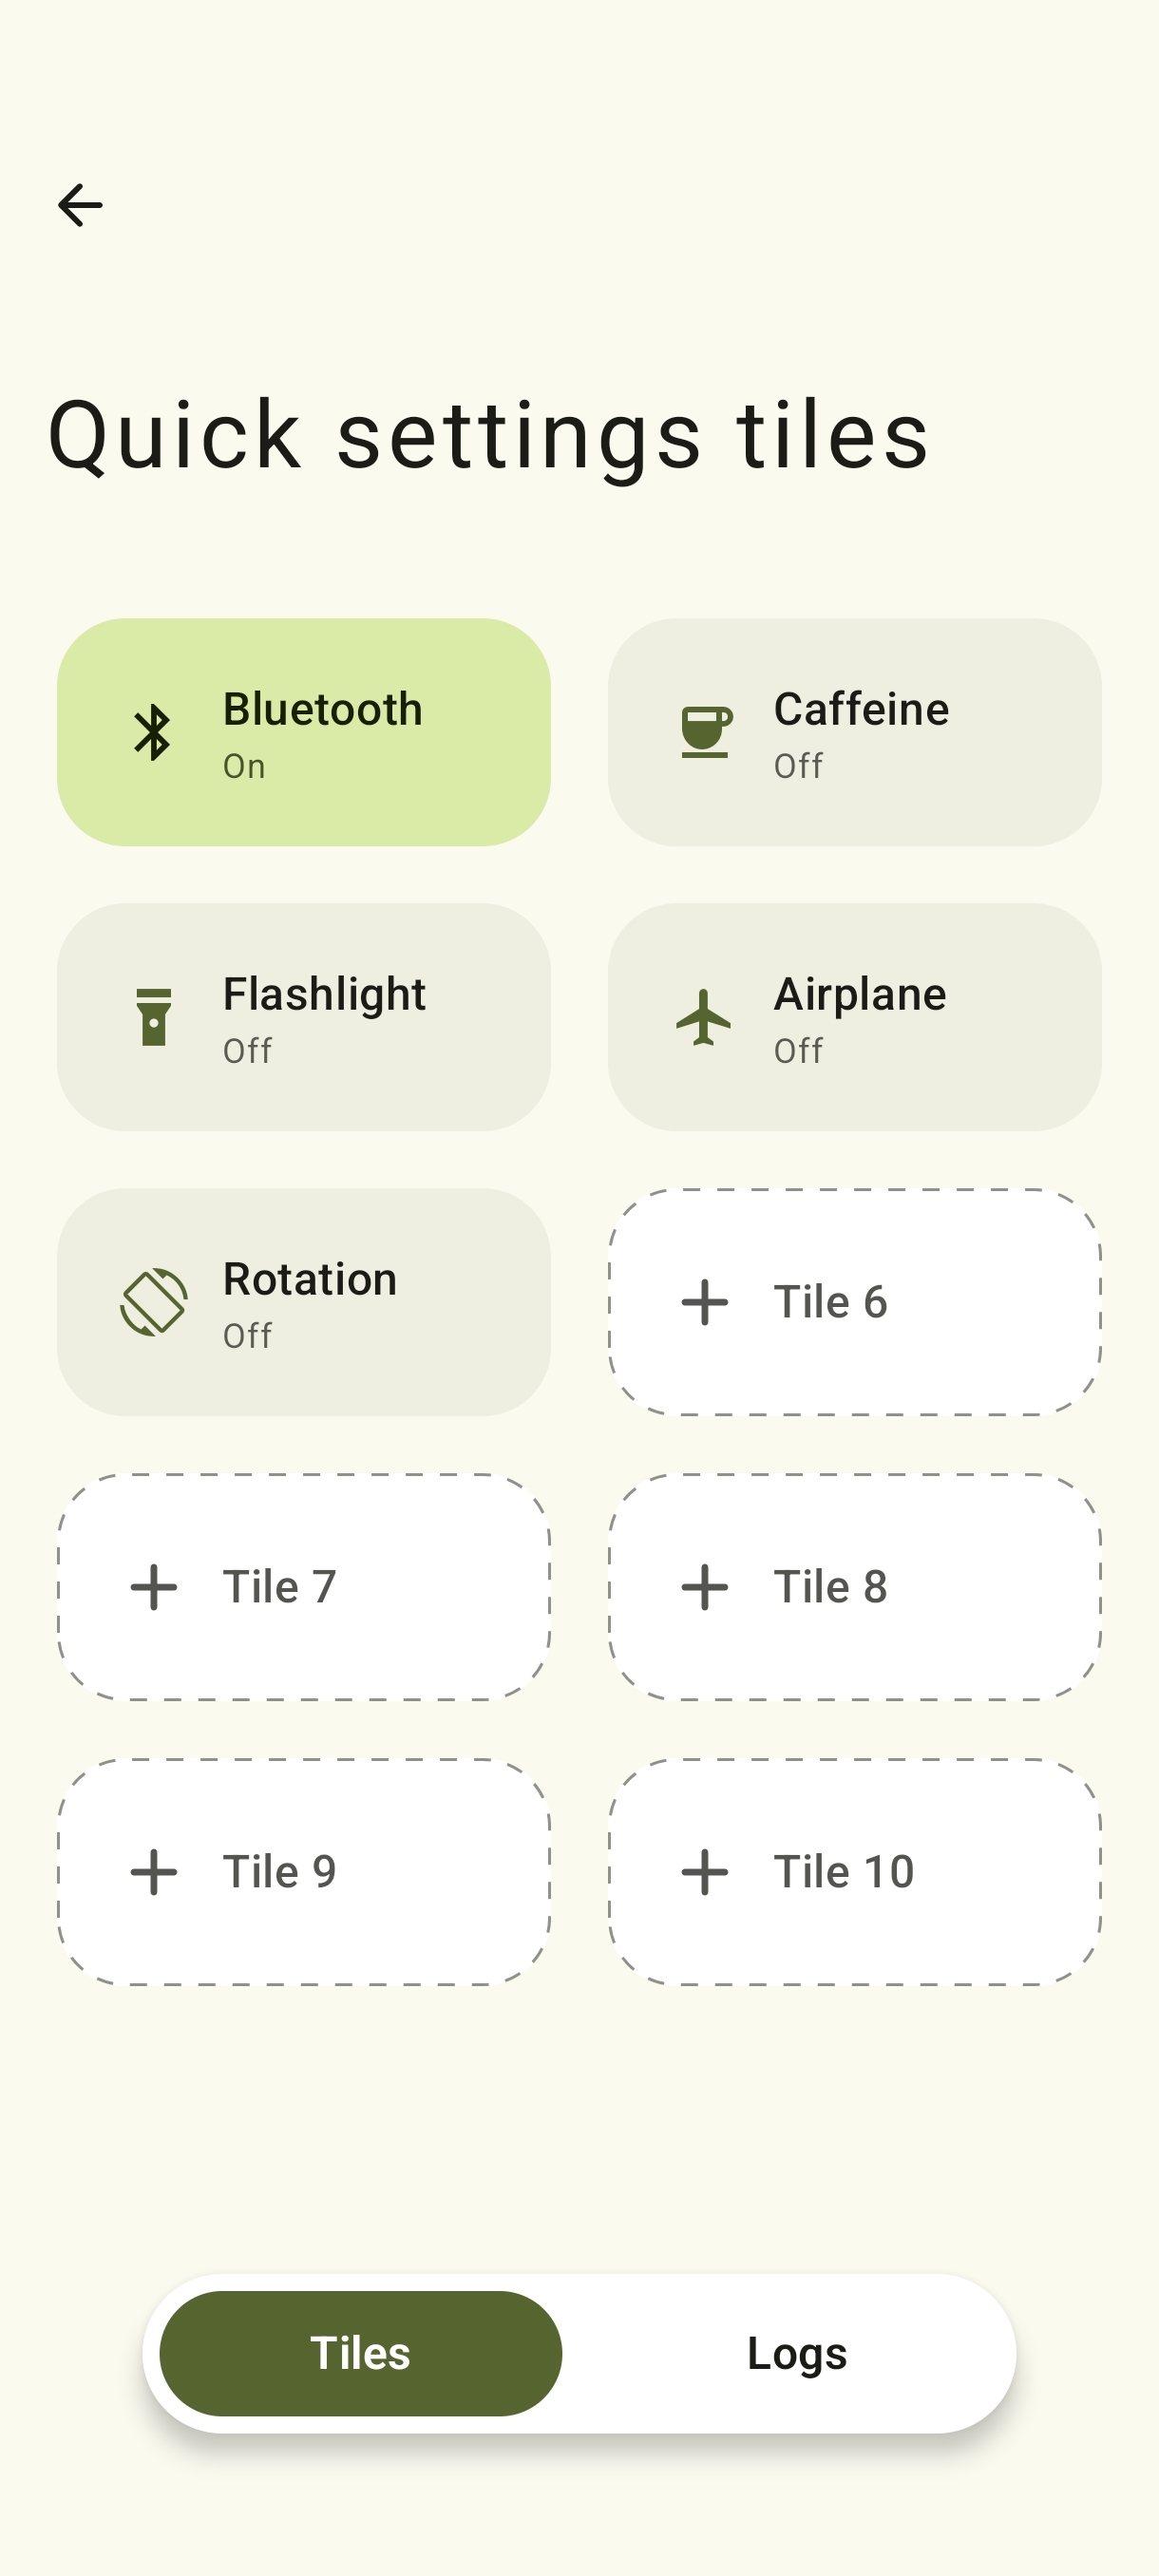 Quick settings tiles
Bluetooth
On
Caffeine
Off
Flashlight
Off
Airplane
Off
Rotation
Off
Tile 6
Tile 7
Tile 8
Tile 9
Tile 10
Tiles
Logs